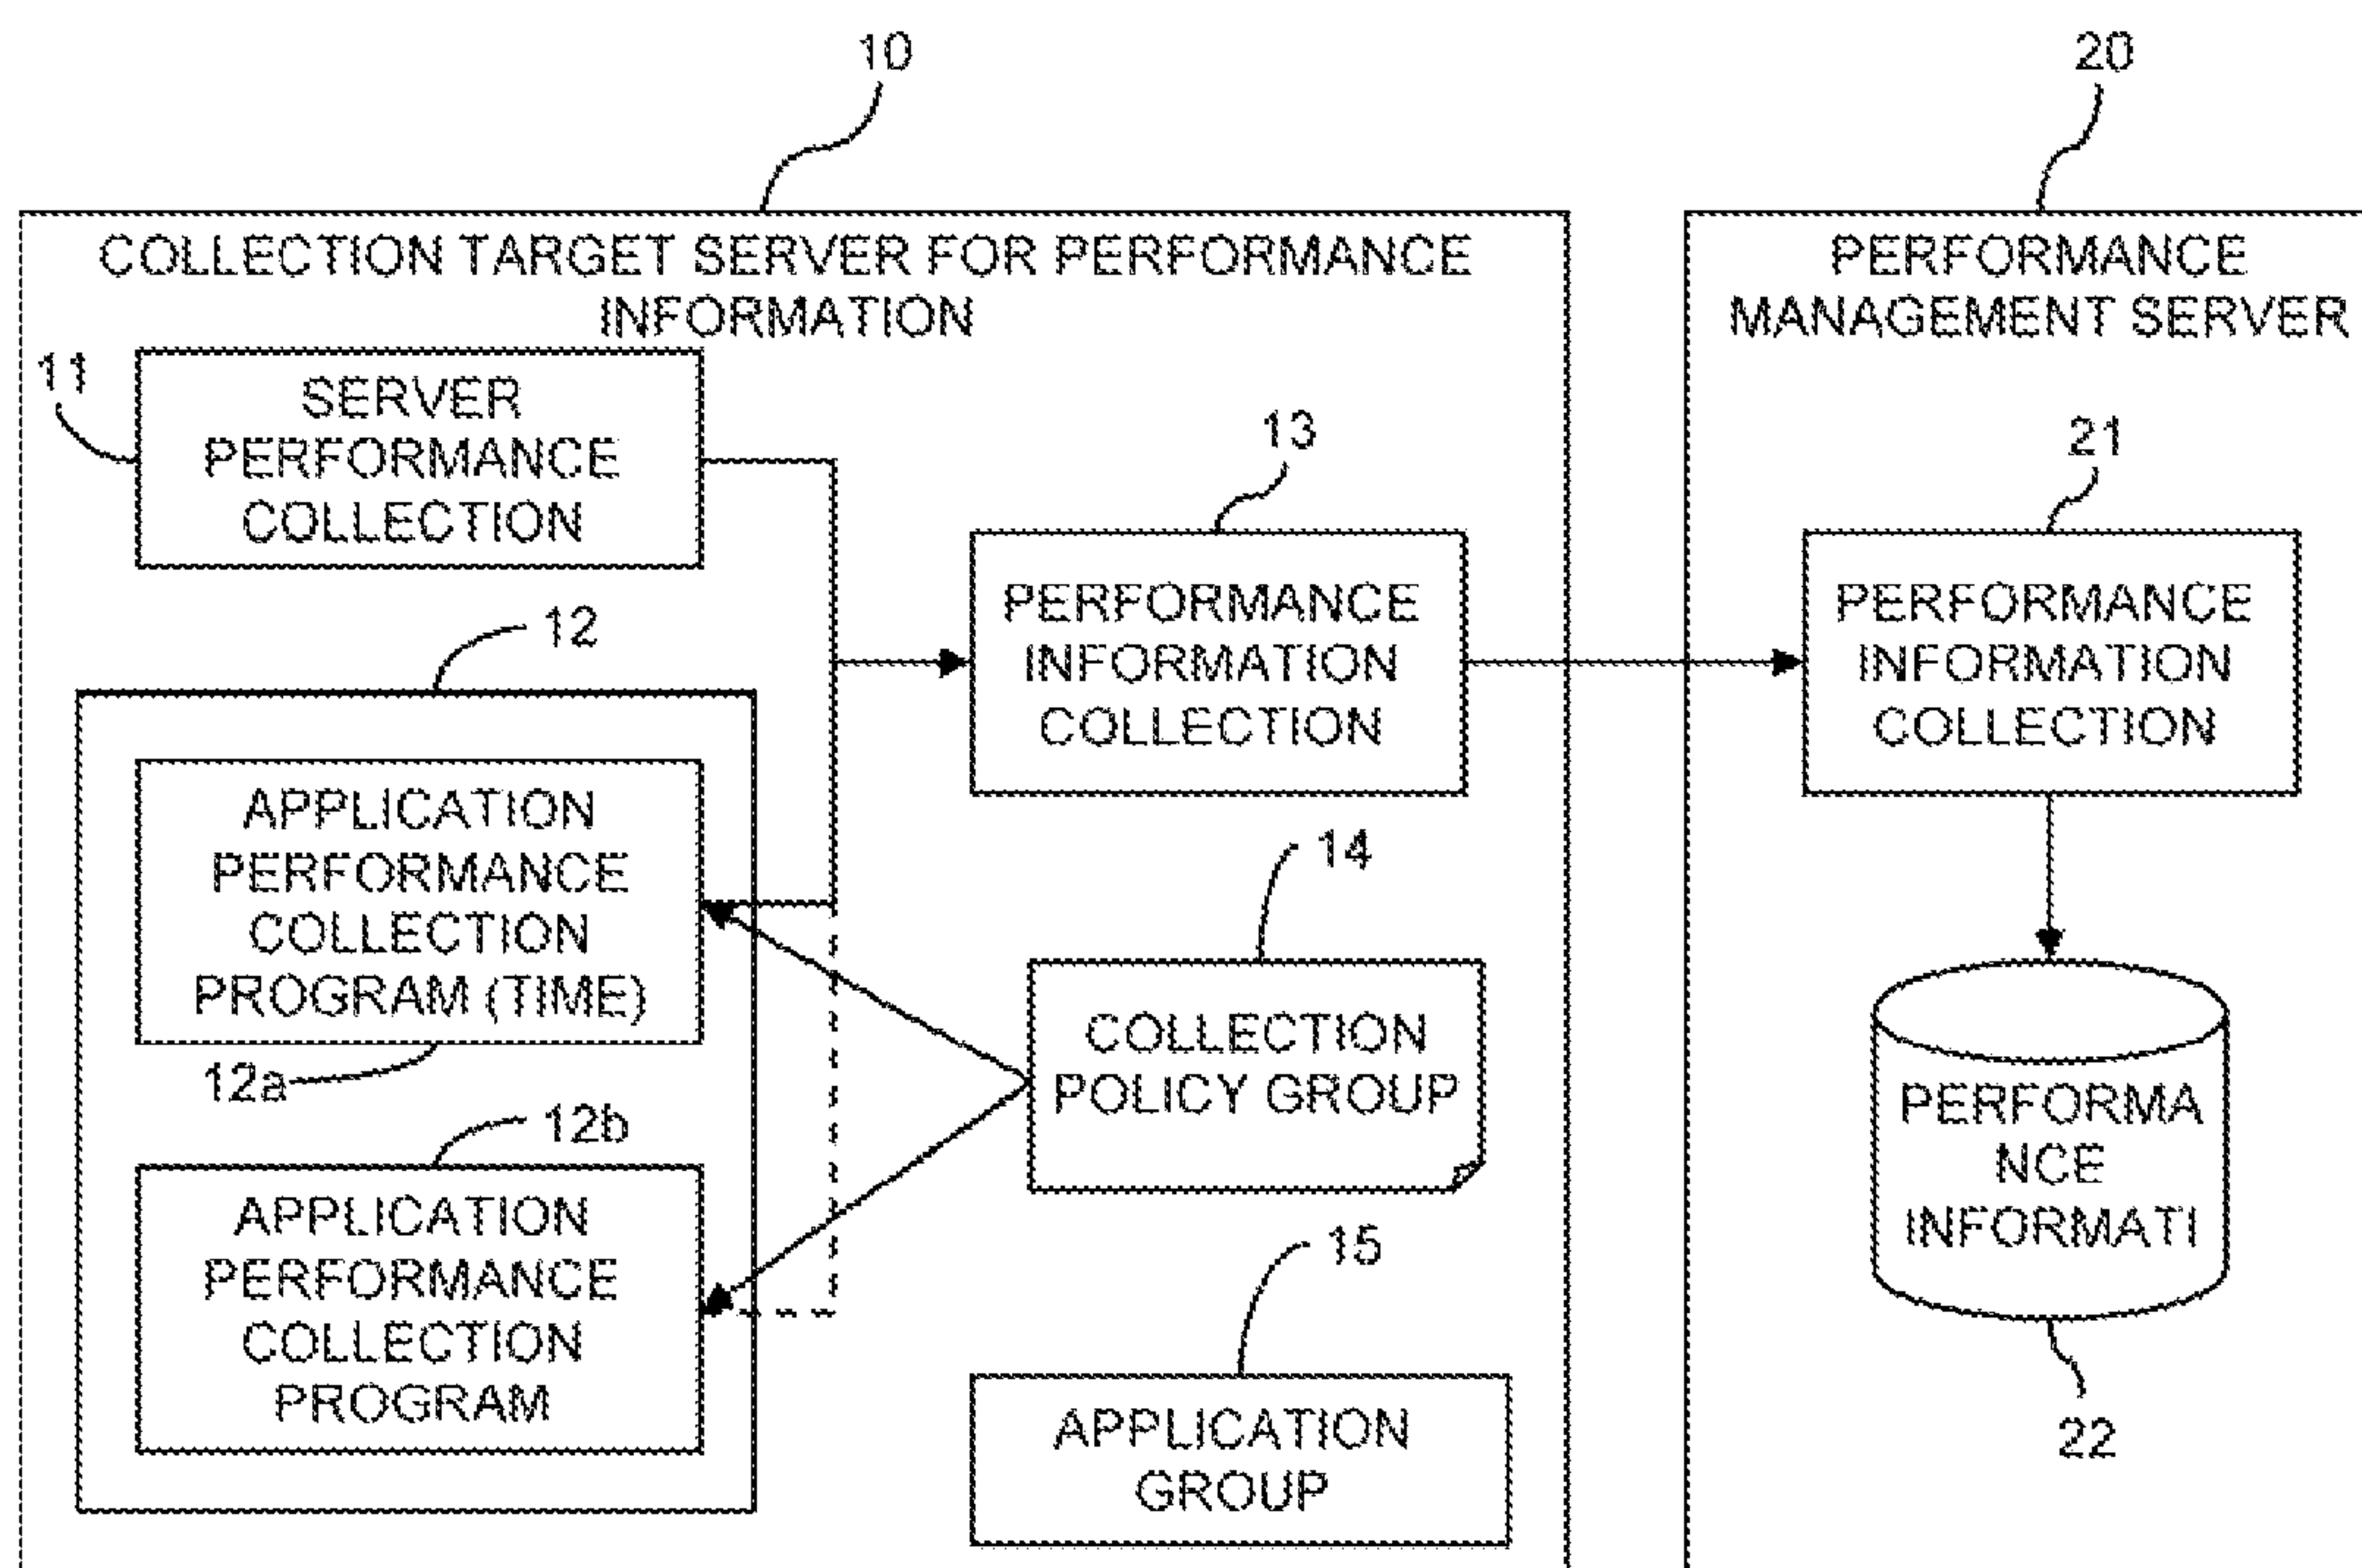 10
20
COLLECTION TARGET SERVER FOR PERFORMANCE
INFORMATION
PERFORMANCE
MANAGEMENT SERVER
11
SERVER
PERFORMANCE
COLLECTION
13
PERFORMANCE
INFORMATION
COLLECTION
21
PERFORMANCE
INFORMATION
COLLECTION
12
APPLICATION
PERFORMANCE
COLLECTION
PROGRAM (TIME)
12a
14
COLLECTION
POLICY GROUP
12b
APPLICATION
PERFORMANCE
COLLECTION
PROGRAM
15
APPLICATION
GROUP
PERFORMA
NCE
INFORMATI
22